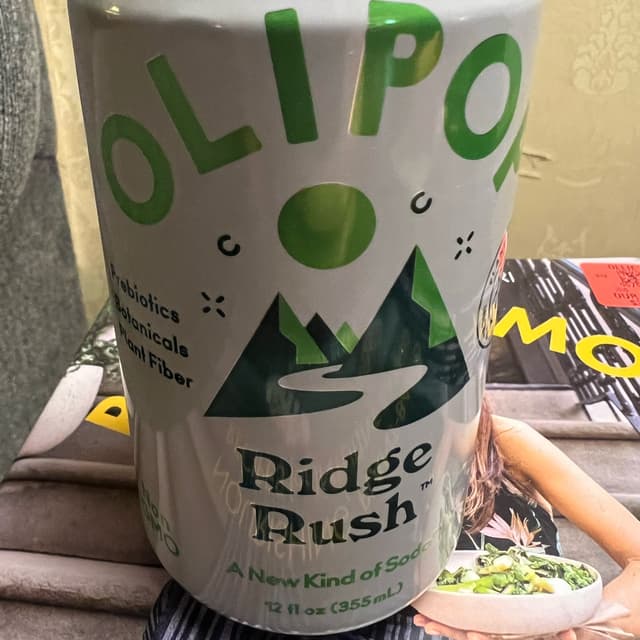 OLIPO
Prebiotics
Botanicals
Plant Fiber
Ridge
Rush™
A New Kind of Soda
12 fl oz (355 mL)
MO